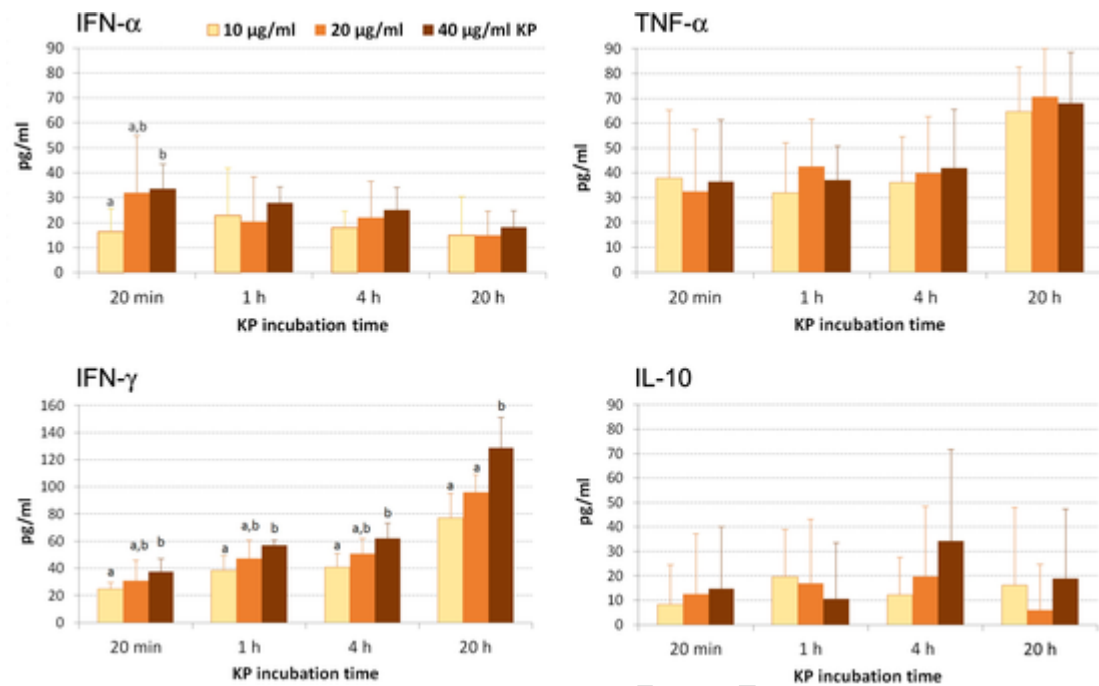 IFN-α
10 µg/ml 20 µg/ml 40 µg/ml KP
90
80
70
60
50
40
30
20
10
0
pg/ml
a a,b b
20 min 1 h 4 h 20 h
KP incubation time
TNF-α
90
80
70
60
50
40
30
20
10
0
pg/ml
20 min 1 h 4 h 20 h
KP incubation time
IFN-γ
160
140
120
100
80
60
40
20
0
pg/ml
a a,b b a a,b b a a,b b a a b
20 min 1 h 4 h 20 h
KP incubation time
IL-10
90
80
70
60
50
40
30
20
10
0
pg/ml
20 min 1 h 4 h 20 h
KP incubation time